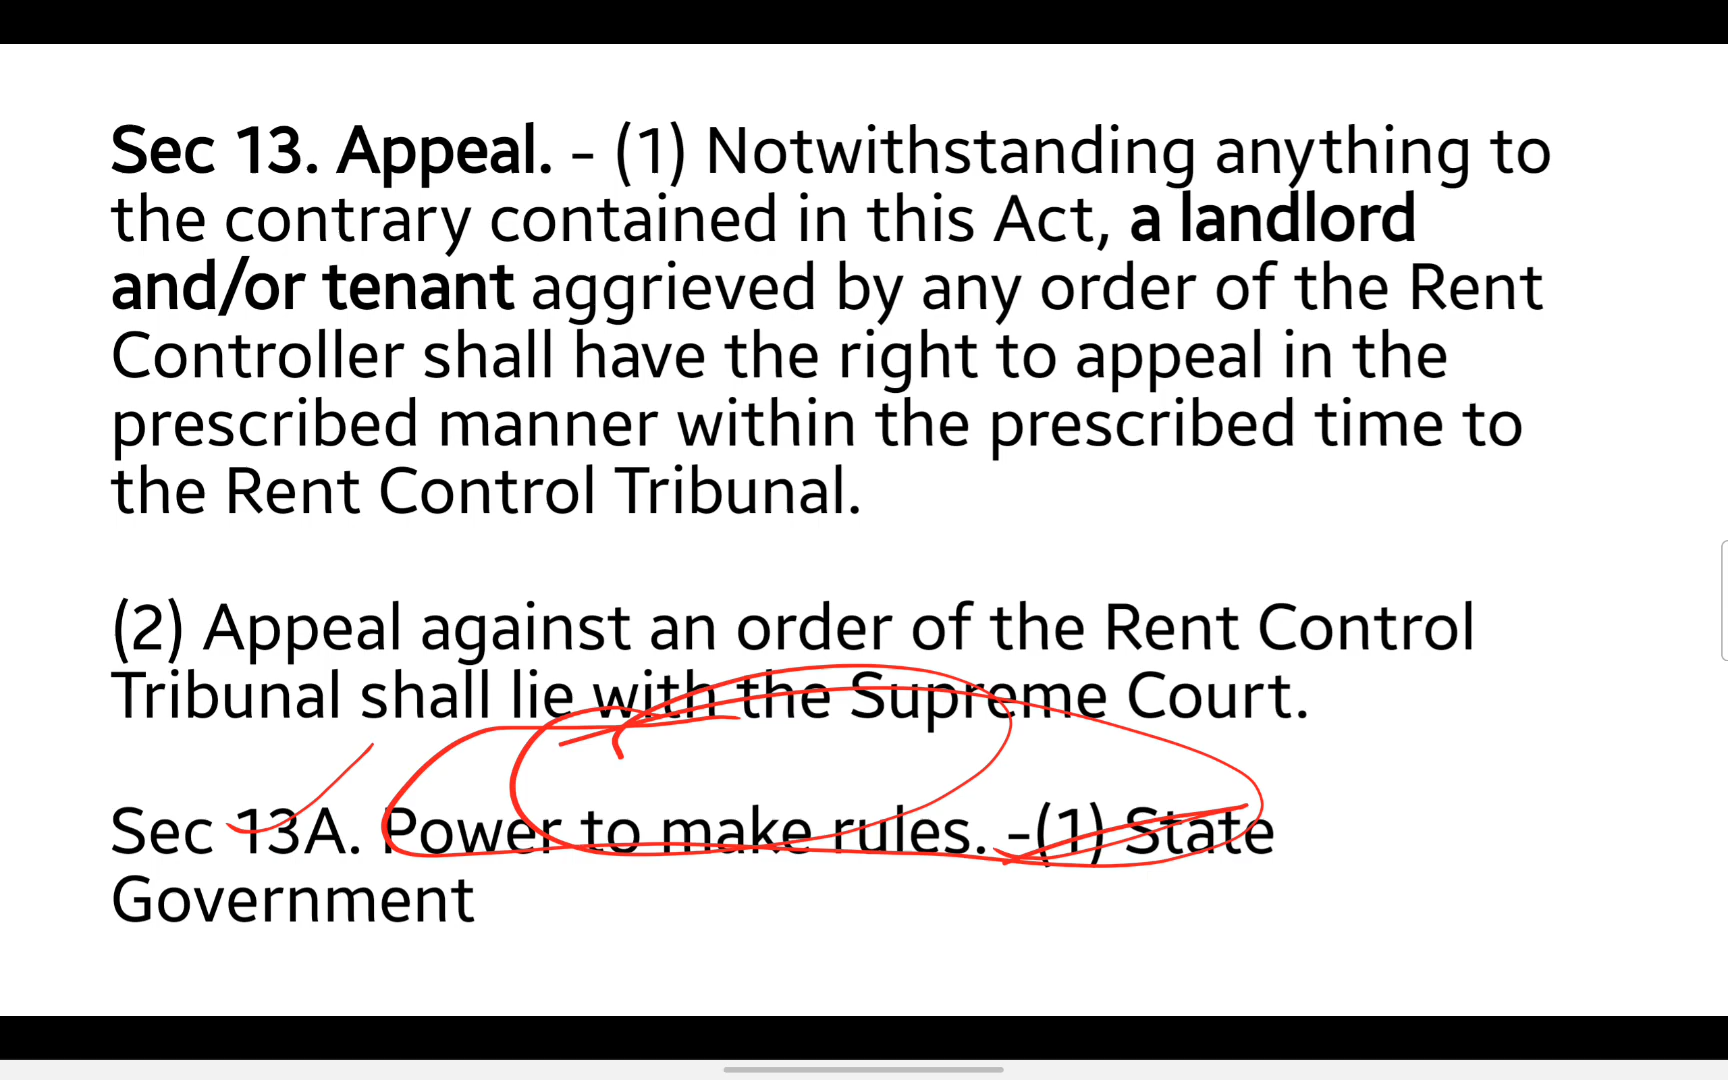 Sec 13. Appeal. - (1) Notwithstanding anything to
the contrary contained in this Act, a landlord
and/or tenant aggrieved by any order of the Rent
Controller shall have the right to appeal in the
prescribed manner within the prescribed time to
the Rent Control Tribunal.
(2) Appeal against an order of the Rent Control
Tribunal shall lie with the Supreme Court.
Sec 13A. Power to make rules. -(1) State
Government